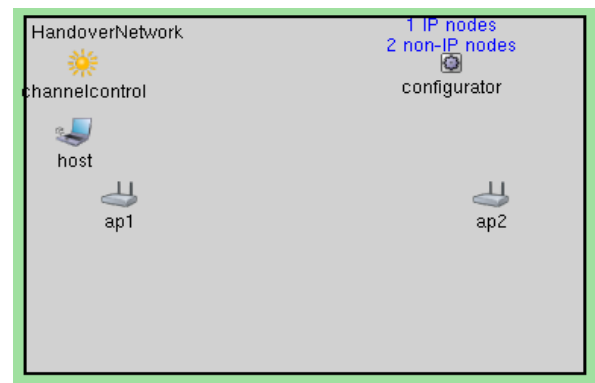 HandoverNetwork
1 IP nodes
2 non-IP nodes
channelcontrol
configurator
host
ap1
ap2